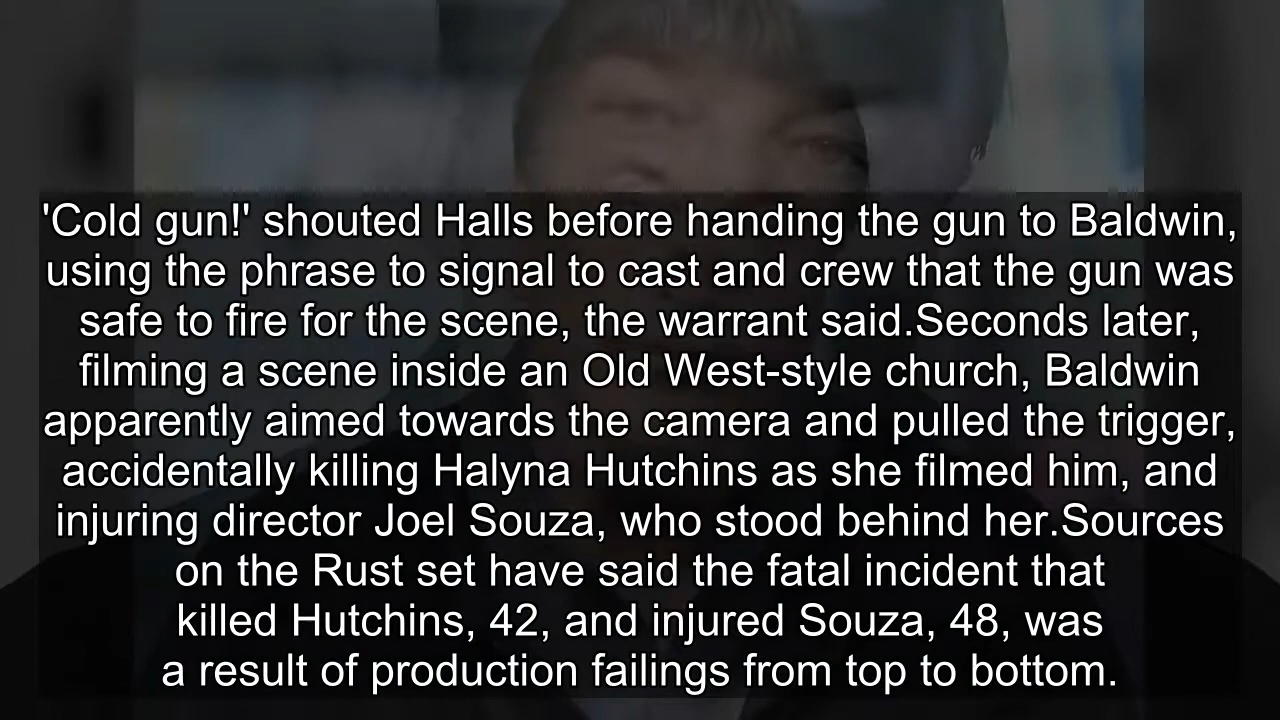 'Cold gun!' shouted Halls before handing the gun to Baldwin,
using the phrase to signal to cast and crew that the gun was
safe to fire for the scene, the warrant said.Seconds later,
filming a scene inside an Old West-style church, Baldwin
apparently aimed towards the camera and pulled the trigger,
accidentally killing Halyna Hutchins as she filmed him, and
injuring director Joel Souza, who stood behind her.Sources
on the Rust set have said the fatal incident that
killed Hutchins, 42, and injured Souza, 48, was
a result of production failings from top to bottom.